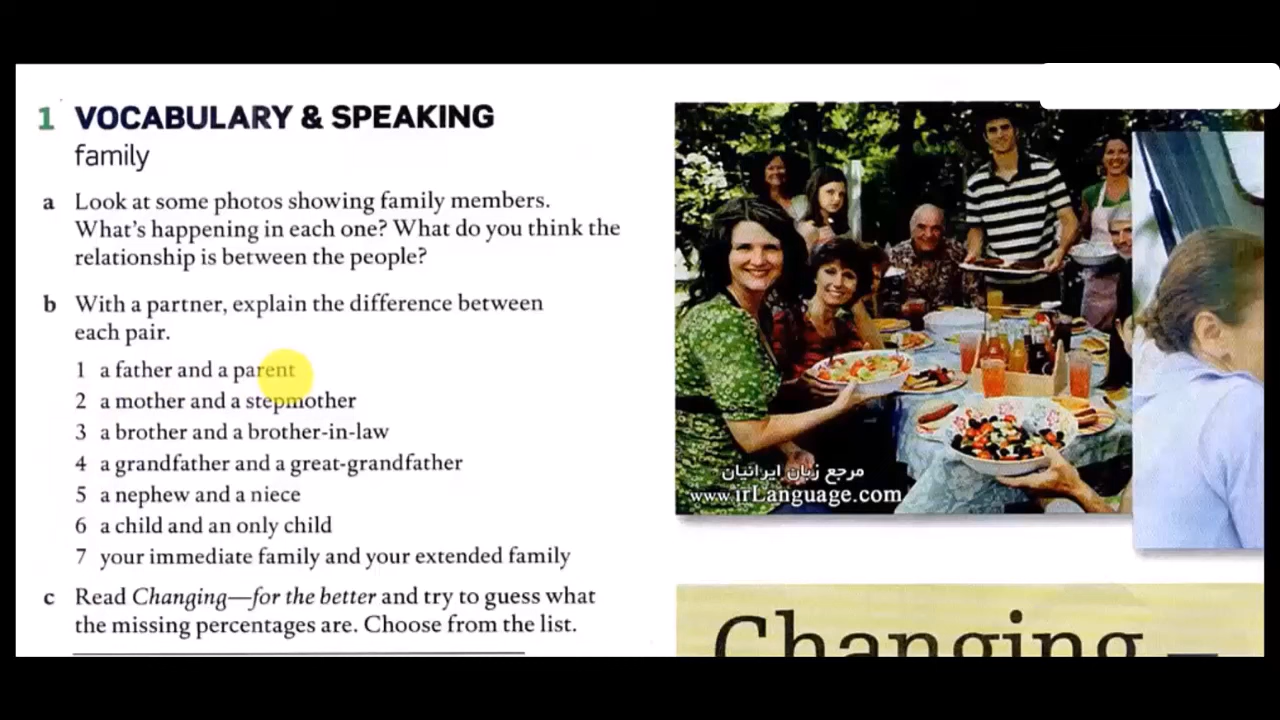 1 VOCABULARY & SPEAKING
family
a Look at some photos showing family members.
What's happening in each one? What do you think the
relationship is between the people?
b With a partner, explain the difference between
each pair.
1 a father and a parent
2 a mother and a stepmother
3 a brother and a brother-in-law
4 a grandfather and a great-grandfather
5 a nephew and a niece
6 a child and an only child
7 your immediate family and your extended family
c Read Changing—for the better and try to guess what
the missing percentages are. Choose from the list.
مرجع زبان ایرانیان
www.irLanguage.com
Changing –